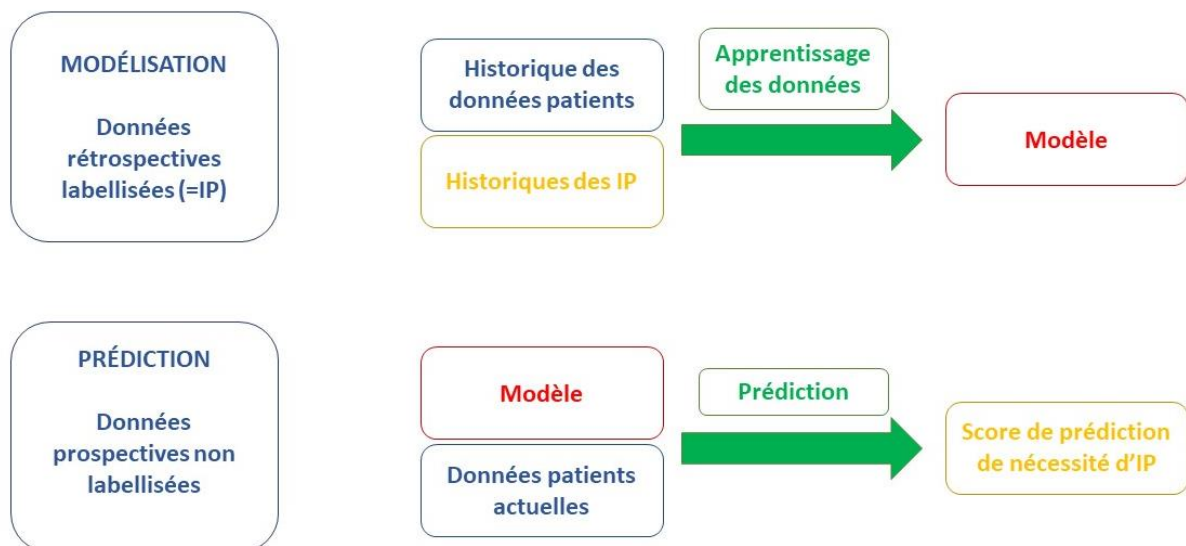 MODÉLISATION
Données
rétrospectives
labellisées (=IP)
Historique des
données patients
Historiques des IP
Apprentissage
des données
Modèle
PRÉDICTION
Données
prospectives non
labellisées
Modèle
Données patients
actuelles
Prédiction
Score de prédiction
de nécessité d'IP